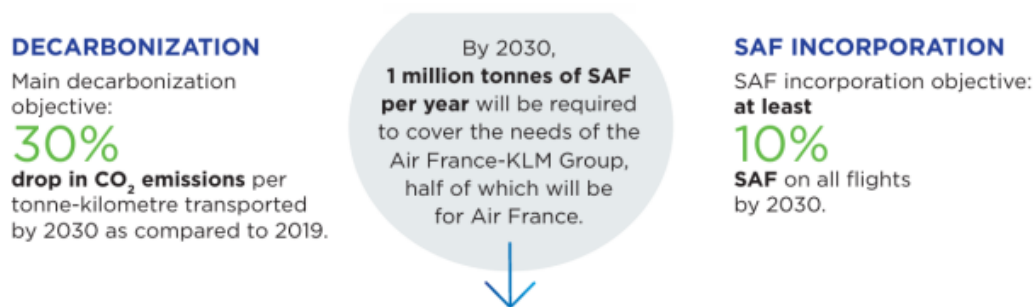 DECARBONIZATION
Main decarbonization
objective:
30%
drop in CO₂ emissions per
tonne-kilometre transported
by 2030 as compared to 2019.
By 2030,
1 million tonnes of SAF
per year will be required
to cover the needs of the
Air France-KLM Group,
half of which will be
for Air France.
SAF INCORPORATION
SAF incorporation objective:
at least
10%
SAF on all flights
by 2030.